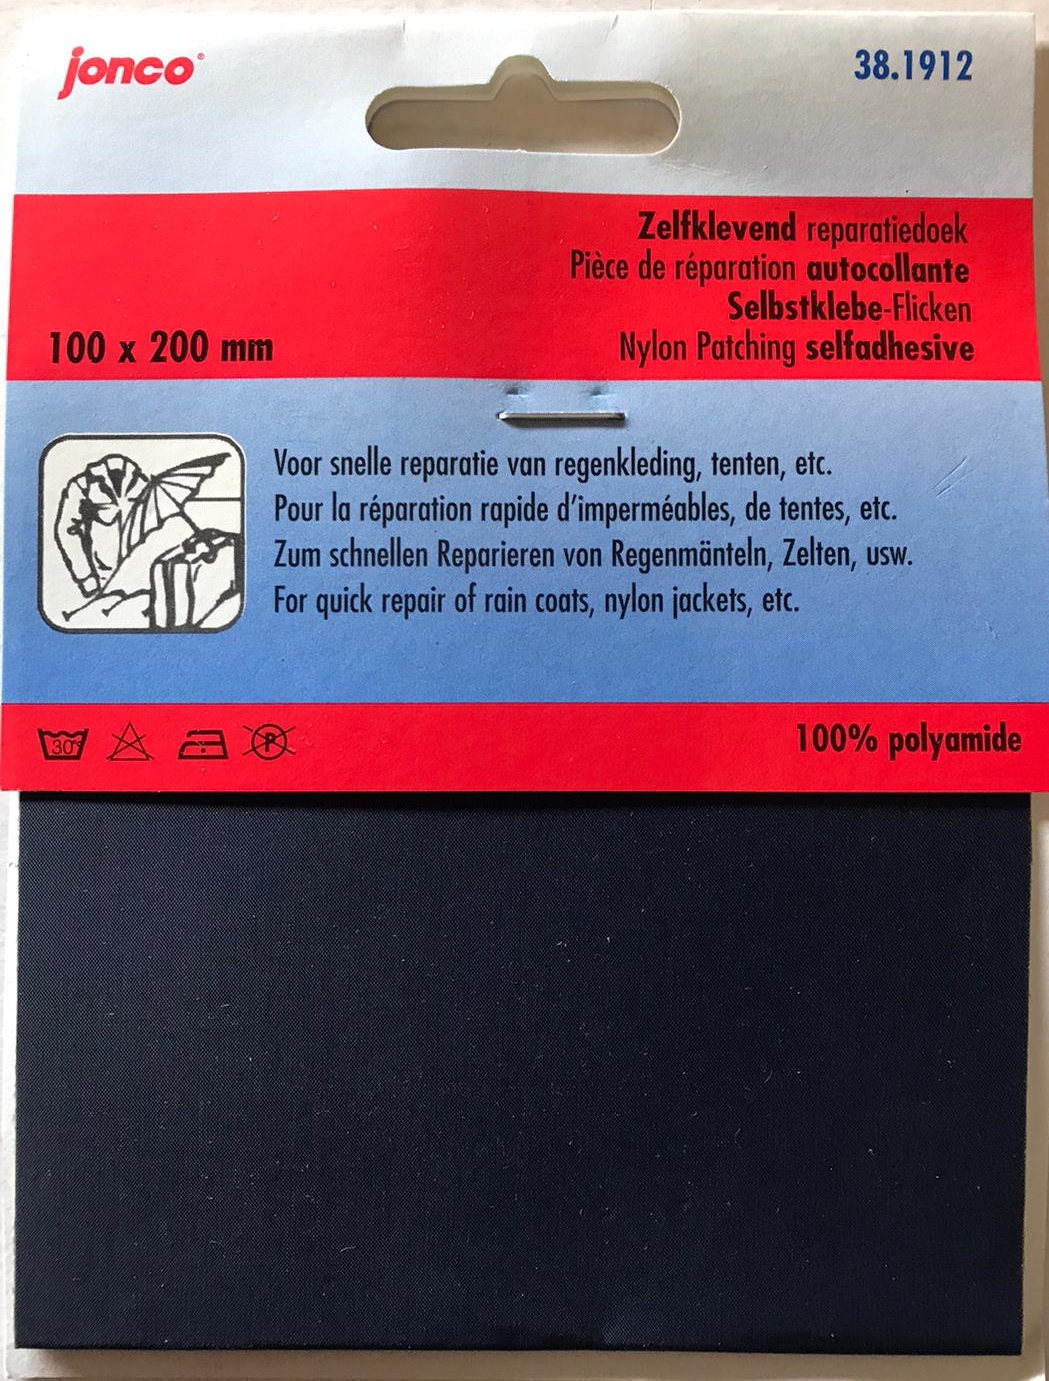 jonco®
38.1912
Zelfklevend reparatiedoek
Pièce de réparation autocollante
Selbstklebe-Flicken
Nylon Patching selfadhesive
100 x 200 mm
Voor snelle reparatie van regenkleding, tenten, etc.
Pour la réparation rapide d'imperméables, de tentes, etc.
Zum schnellen Reparieren von Regenmänteln, Zelten, usw.
For quick repair of rain coats, nylon jackets, etc.
30° P
100% polyamide